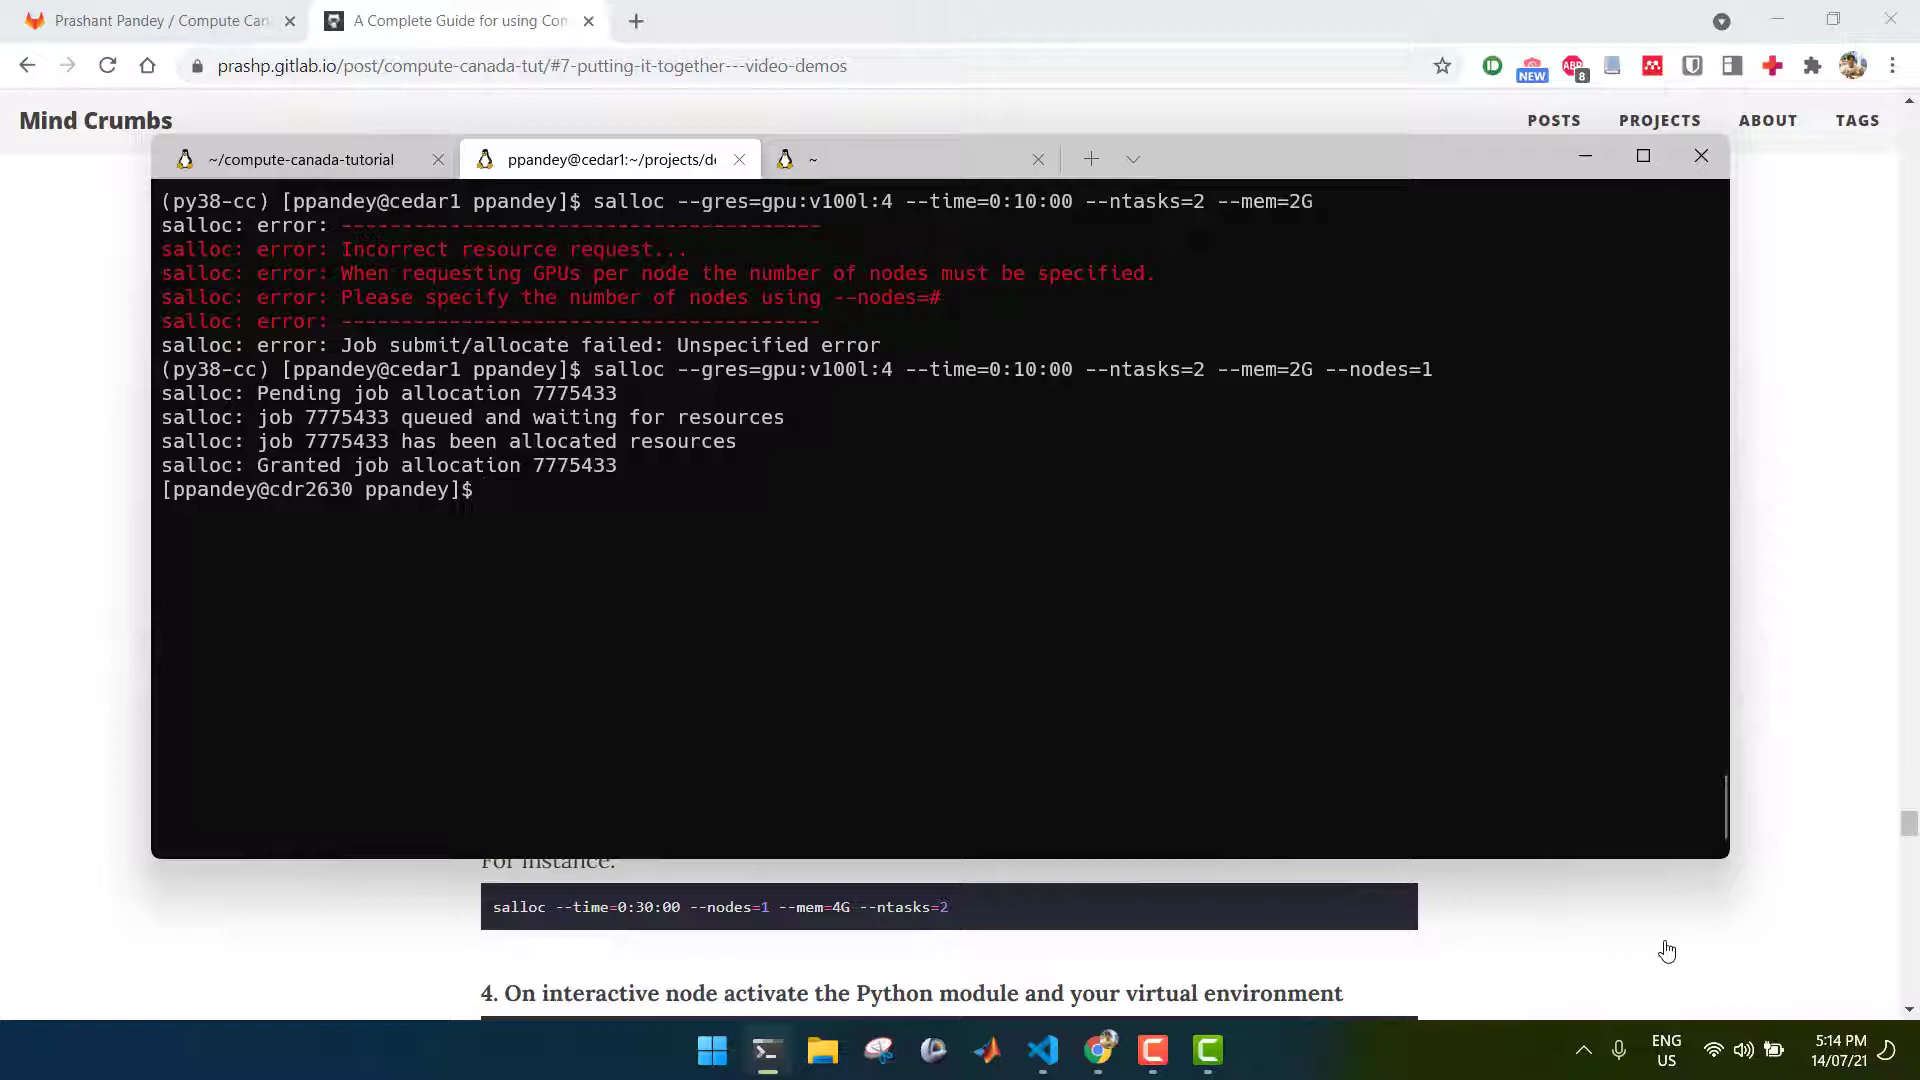 Prashant Pandey / Compute Can
A Complete Guide for using Con
prashp.gitlab.io/post/compute-canada-tut/#7-putting-it-together---video-demos
NEW
ABP
8
Mind Crumbs
POSTS PROJECTS ABOUT TAGS
~/compute-canada-tutorial
ppandey@cedar1:~/projects/de
~
(py38-cc) [ppandey@cedar1 ppandey]$ salloc --gres=gpu:v100l:4 --time=0:10:00 --ntasks=2 --mem=2G
salloc: error: ----------------------------------------
salloc: error: Incorrect resource request...
salloc: error: When requesting GPUs per node the number of nodes must be specified.
salloc: error: Please specify the number of nodes using --nodes=#
salloc: error: ----------------------------------------
salloc: error: Job submit/allocate failed: Unspecified error
(py38-cc) [ppandey@cedar1 ppandey]$ salloc --gres=gpu:v100l:4 --time=0:10:00 --ntasks=2 --mem=2G --nodes=1
salloc: Pending job allocation 7775433
salloc: job 7775433 queued and waiting for resources
salloc: job 7775433 has been allocated resources
salloc: Granted job allocation 7775433
[ppandey@cdr2630 ppandey]$
For instance:
salloc --time=0:30:00 --nodes=1 --mem=4G --ntasks=2
4. On interactive node activate the Python module and your virtual environment
ENG
US
5:14 PM
14/07/21